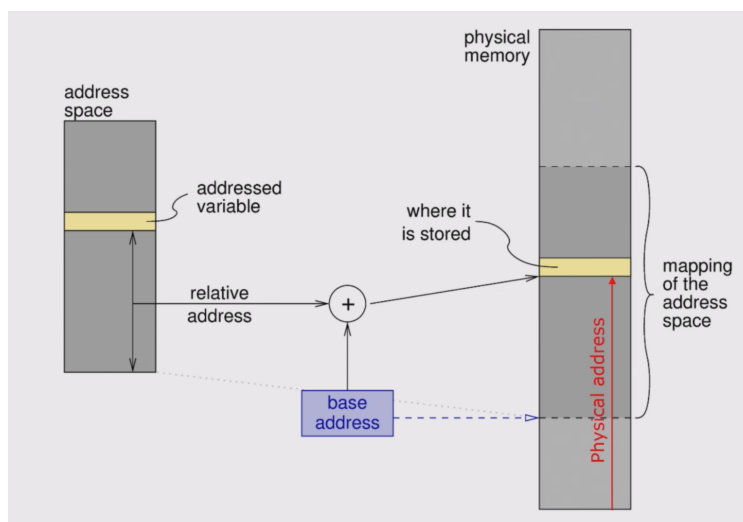 physical
memory
address
space
addressed
variable
where it
is stored
relative
address
+
mapping
of the
address
space
base
address
Physical address